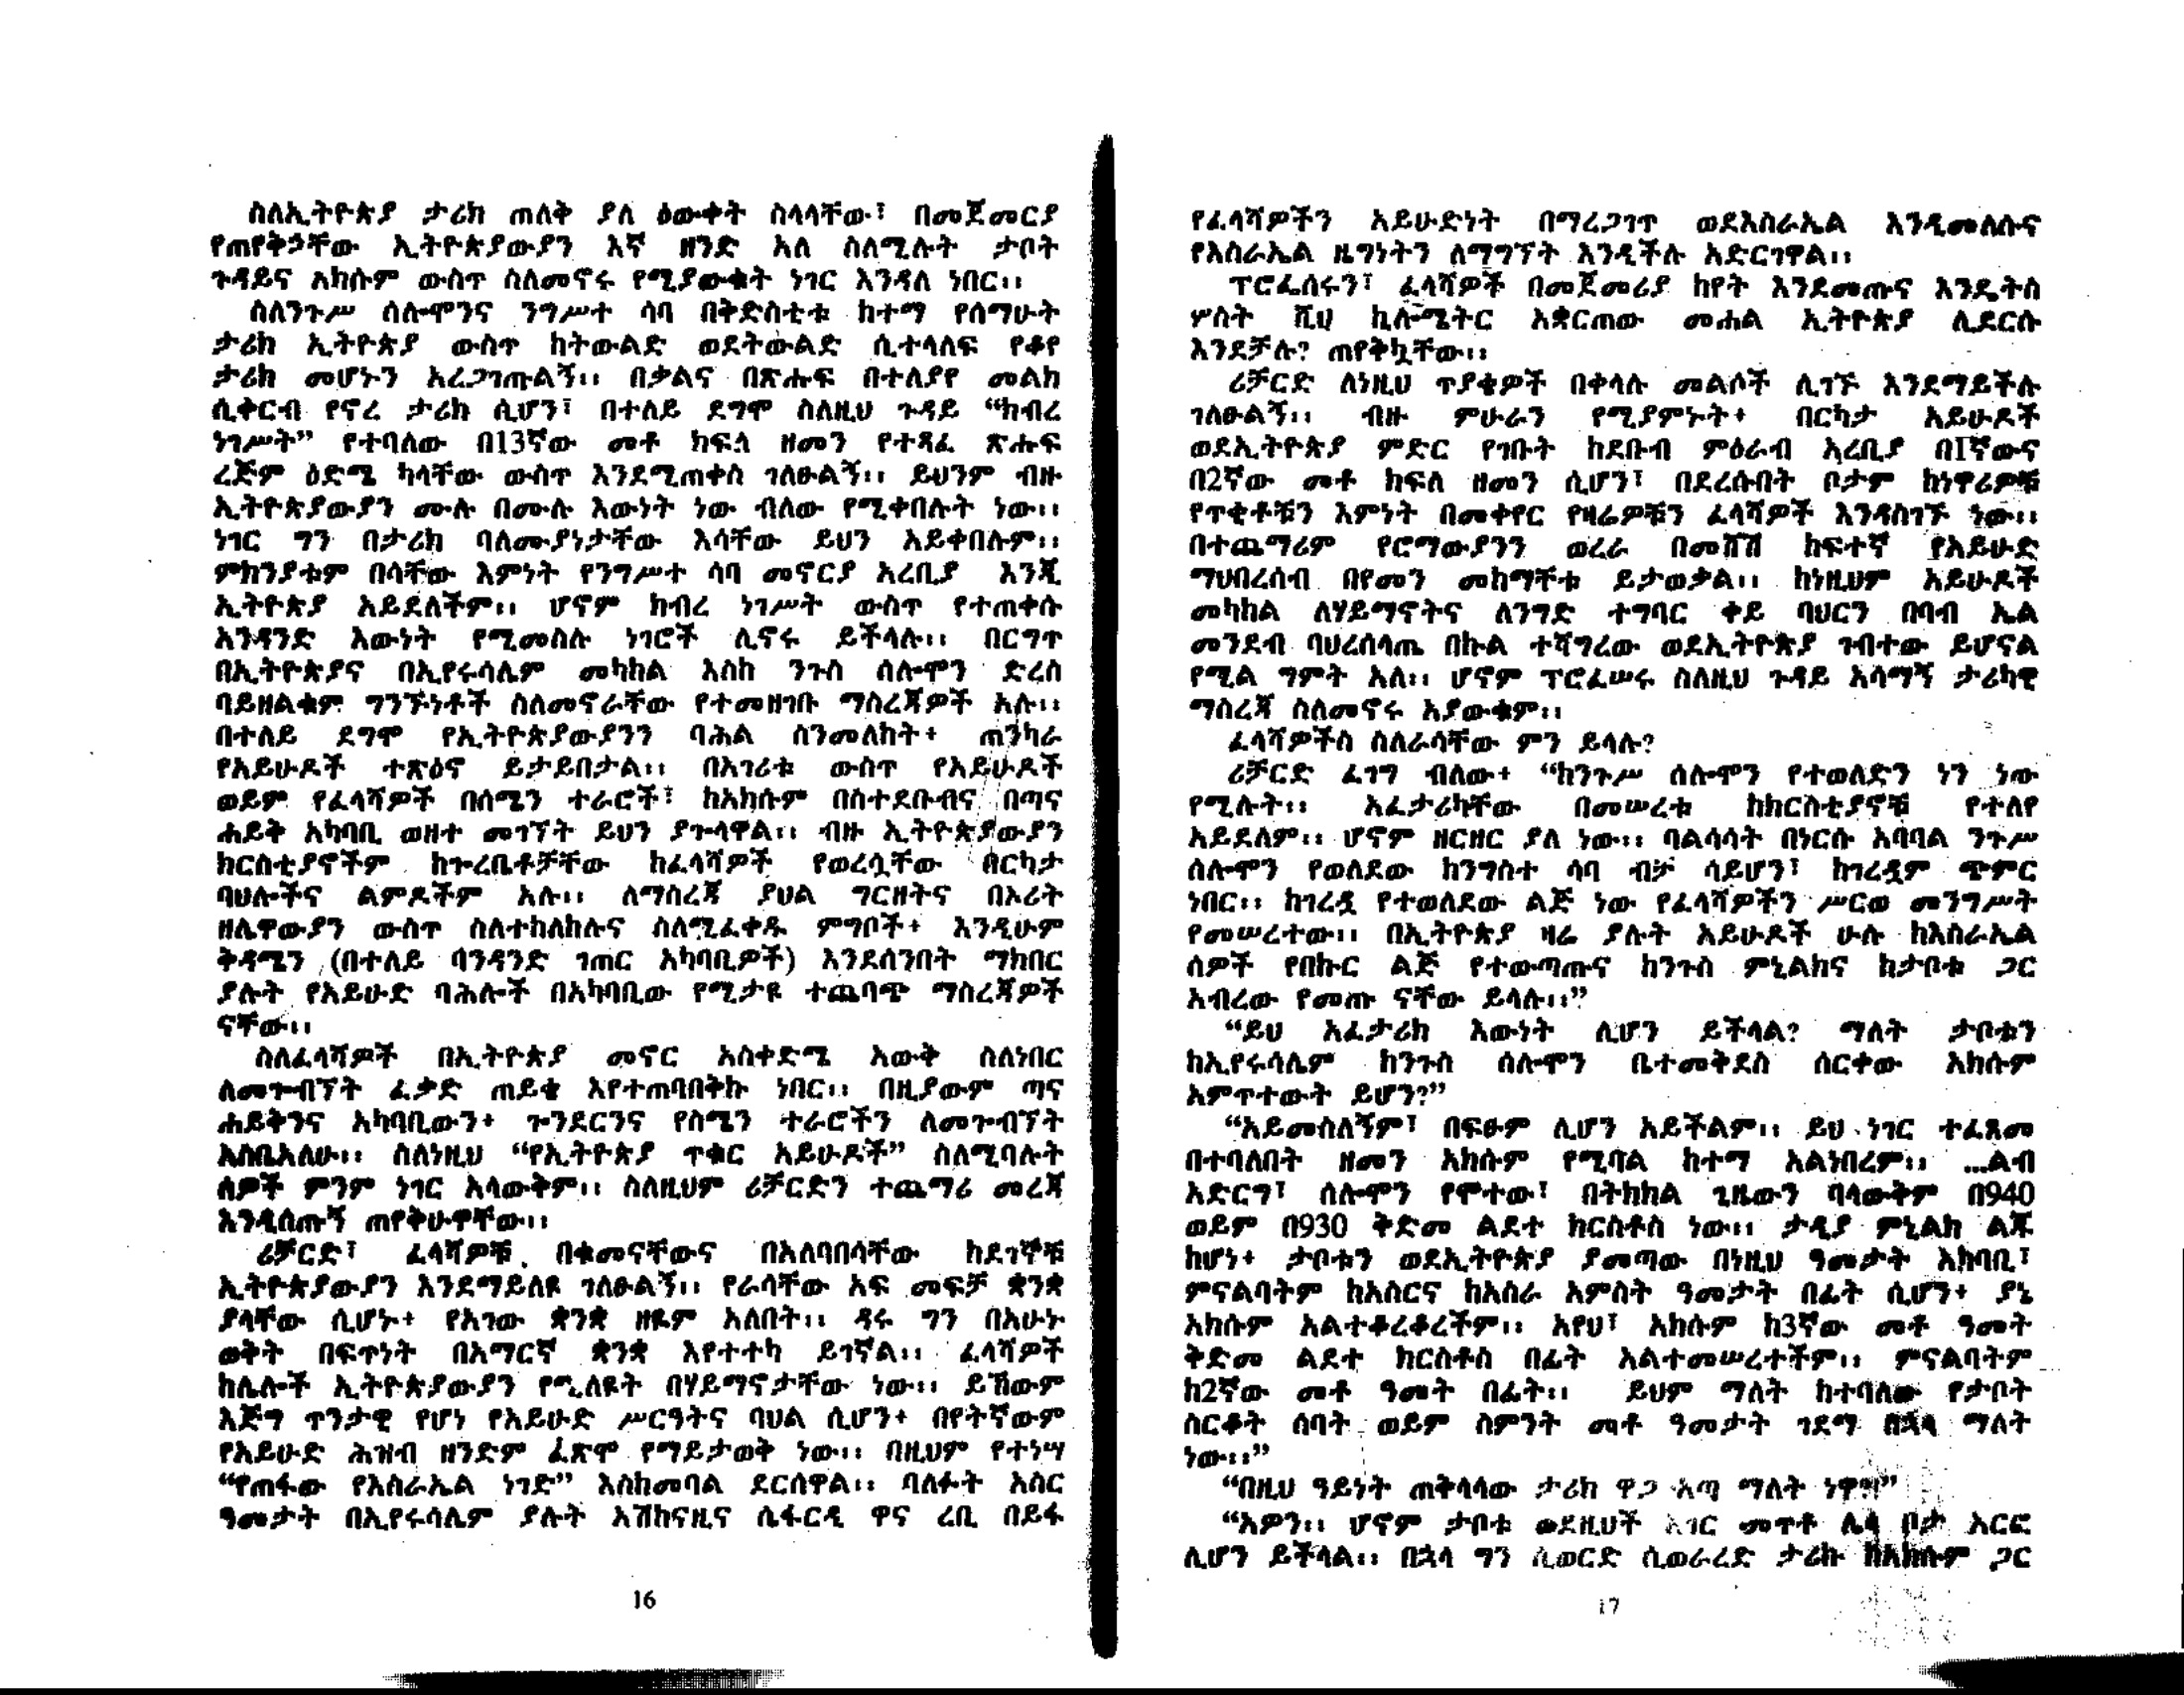 ስለኢትዮጵያ ታሪክ ጠለቅ ያለ ዕውቀት ስላላቸው፣ በመጀመርያ
የጠየቅኃቸው ኢትዮጵያውያን እኛ ዘንድ አለ ስለሚሉት ታቦት
ጉዳይና አክሱም ውስጥ ስለመኖሩ የሚያውቁት ነገር እንዳለ ነበር።
ስለንጉሥ ሰሎሞንና ንግሥተ ሳባ በቅድስቲቱ ከተማ የሰማሁት
ታሪክ ኢትዮጵያ ውስጥ ከትውልድ ወደትውልድ ሲተላለፍ የቆየ
ታሪክ መሆኑን አረጋገጡልኝ። በቃልና በጽሑፍ በተለያየ መልክ
ሲቀርብ የኖረ ታሪክ ሲሆን፣ በተለይ ደግሞ ስለዚህ ጉዳይ “ክብረ
ነገሥት” የተባለው በ13ኛው መቶ ክፍለ ዘመን የተጻፈ ጽሑፍ
ረጅም ዕድሜ ካላቸው ውስጥ እንደሚጠቀስ ገለፁልኝ። ይህንም ብዙ
ኢትዮጵያውያን ሙሉ በሙሉ እውነት ነው ብለው የሚቀበሉት ነው።
ነገር ግን በታሪክ ባለሙያነታቸው እሳቸው ይህን አይቀበሉም።
ምክንያቱም በሳቸው እምነት የንግሥተ ሳባ መኖርያ አረቢያ እንጂ
ኢትዮጵያ አይደለችም። ሆኖም ክብረ ነገሥት ውስጥ የተጠቀሱ
አንዳንድ እውነት የሚመስሉ ነገሮች ሊኖሩ ይችላሉ። በርግጥ
በኢትዮጵያና በኢየሩሳሌም መካከል እስከ ንጉስ ሰሎሞን ድረስ
ባይዘልቁም ግንኙነቶች ስለመኖራቸው የተመዘገቡ ማስረጃዎች አሉ።
በተለይ ደግሞ የኢትዮጵያውያንን ባሕል ስንመለከት፥ ጠንካራ
የአይሁዶች ተጽዕኖ ይታይበታል። በአገሪቱ ውስጥ የአይሁዶች
ወይም የፈላሻዎች በሰሜን ተራሮች፣ ከአክሱም በስተደቡብና በጣና
ሐይቅ አካባቢ ወዘተ መገኘት ይህን ያጐላዋል። ብዙ ኢትዮጵያውያን
ክርስቲያኖችም ከጐረቤቶቻቸው ከፈላሻዎች የወረሷቸው በርካታ
ባህሎችና ልምዶችም አሉ። ለማስረጃ ያህል ግርዘትና በኦሪት
ዘሌዋውያን ውስጥ ስለተከለከሉና ስለሚፈቀዱ ምግቦች፥ እንዲሁም
ቅዳሜን (በተለይ ባንዳንድ ገጠር አካባቢዎች) እንደሰንበት ማክበር
ያሉት የአይሁድ ባሕሎች በአካባቢው የሚታዩ ተጨባጭ ማስረጃዎች
ናቸው።
ስለፈላሻዎች በኢትዮጵያ መኖር አስቀድሜ አውቅ ስለነበር
ለመጐብኘት ፈቃድ ጠይቄ እየተጠባበቅኩ ነበር። በዚያውም ጣና
ሐይቅንና አካባቢውን፥ ጐንደርንና የስሜን ተራሮችን ለመጐብኘት
አስቤአለሁ። ስለነዚህ “የኢትዮጵያ ጥቁር አይሁዶች” ስለሚባሉት
ሰዎች ምንም ነገር አላውቅም። ስለዚህም ሪቻርድን ተጨማሪ መረጃ
እንዲሰጡኝ ጠየቅሁዋቸው።
ሪቻርድ፣ ፈላሻዎቹ በቁመናቸውና በአለባበሳቸው ከደገኞቹ
ኢትዮጵያውያን እንደማይለዩ ገለፁልኝ። የራሳቸው አፍ መፍቻ ቋንቋ
ያላቸው ሲሆኑ፥ የአገው ቋንቋ ዘዬም አለበት። ዳሩ ግን በአሁኑ
ወቅት በፍጥነት በአማርኛ ቋንቋ እየተተካ ይገኛል። ፈላሻዎች
ከሌሎች ኢትዮጵያውያን የሚለዩት በሃይማኖታቸው ነው። ይኸውም
እጅግ ጥንታዊ የሆነ የአይሁድ ሥርዓትና ባህል ሲሆን፥ በየትኛውም
የአይሁድ ሕዝብ ዘንድም ፈጽሞ የማይታወቅ ነው። በዚህም የተነሣ
“የጠፋው የእስራኤል ነገድ” እስከመባል ደርሰዋል። ባለፉት አስር
ዓመታት በኢየሩሳሌም ያሉት አሽከናዚና ሴፋርዲ ዋና ረቢ በይፋ
16
የፈላሻዎችን አይሁድነት በማረጋገጥ ወደእስራኤል እንዲመለሱና
የእስራኤል ዜግነትን ለማግኘት እንዲችሉ አድርገዋል።
ፕሮፌሰሩን፣ ፈላሻዎች በመጀመሪያ ከየት እንደመጡና እንዴትስ
ሦስት ሺህ ኪሎሜትር አቋርጠው መሐል ኢትዮጵያ ሊደርሱ
እንደቻሉ? ጠየቅኳቸው።
ሪቻርድ ለነዚህ ጥያቄዎች በቀላሉ መልሶች ሊገኙ እንደማይችሉ
ገለፁልኝ። ብዙ ምሁራን የሚያምኑት፥ በርካታ አይሁዶች
ወደኢትዮጵያ ምድር የገቡት ከደቡብ ምዕራብ አረቢያ በ1ኛውና
በ2ኛው መቶ ክፍለ ዘመን ሲሆን፣ በደረሱበት ቦታም ከነዋሪዎቹ
የጥቂቶቹን እምነት በመቀየር የዛሬዎቹን ፈላሻዎች እንዳስገኙ ነው።
በተጨማሪም የሮማውያንን ወረራ በመሸሽ ከፍተኛ የአይሁድ
ማህበረሰብ በየመን መከማቸቱ ይታወቃል። ከነዚህም አይሁዶች
መካከል ለሃይማኖትና ለንግድ ተግባር ቀይ ባህርን በባብ ኤል
መንደብ ባህረሰላጤ በኩል ተሻግረው ወደኢትዮጵያ ገብተው ይሆናል
የሚል ግምት አለ። ሆኖም ፕሮፌሠሩ ስለዚህ ጉዳይ አሳማኝ ታሪካዊ
ማስረጃ ስለመኖሩ አያውቁም።
ፈላሻዎችስ ስለራሳቸው ምን ይላሉ?
ሪቻርድ ፈገግ ብለው፥ “ከንጉሥ ሰሎሞን የተወለድን ነን ነው
የሚሉት። አፈታሪካቸው በመሠረቱ ከክርስቲያኖቹ የተለየ
አይደለም። ሆኖም ዘርዘር ያለ ነው። ባልሳሳት በነርሱ አባባል ንጉሥ
ሰሎሞን የወለደው ከንግስተ ሳባ ብቻ ሳይሆን፣ ከገረዷም ጭምር
ነበር። ከገረዷ የተወለደው ልጅ ነው የፈላሻዎችን ሥርወ መንግሥት
የመሠረተው። በኢትዮጵያ ዛሬ ያሉት አይሁዶች ሁሉ ከእስራኤል
ሰዎች የበኩር ልጅ የተውጣጡና ከንጉስ ምኒልክና ከታቦቱ ጋር
አብረው የመጡ ናቸው ይላሉ።”
“ይህ አፈታሪክ እውነት ሊሆን ይችላል? ማለት ታቦቱን
ከኢየሩሳሌም ከንጉስ ሰሎሞን ቤተመቅደስ ሰርቀው አክሱም
አምጥተውት ይሆን?”
“አይመስለኝም፣ በፍፁም ሊሆን አይችልም። ይህ ነገር ተፈጸመ
በተባለበት ዘመን አክሱም የሚባል ከተማ አልነበረም። ...ልብ
አድርግ፣ ሰሎሞን የሞተው፣ በትክክል ጊዜውን ባላውቅም በ940
ወይም በ930 ቅድመ ልደተ ክርስቶስ ነው። ታዲያ ምኒልክ ልጁ
ከሆነ፥ ታቦቱን ወደኢትዮጵያ ያመጣው በነዚህ ዓመታት አካባቢ፣
ምናልባትም ከአስርና ከአስራ አምስት ዓመታት በፊት ሲሆን፥ ያኔ
አክሱም አልተቆረቆረችም። አየህ፣ አክሱም ከ3ኛው መቶ ዓመት
ቅድመ ልደተ ክርስቶስ በፊት አልተመሠረተችም። ምናልባትም
ከ2ኛው መቶ ዓመት በፊት። ይህም ማለት ከተባለው የታቦት
ስርቆት ሰባት ወይም ስምንት መቶ ዓመታት ገደማ በኋላ ማለት
ነው።”
“በዚህ ዓይነት ጠቅላላው ታሪክ ዋጋ አጣ ማለት ነዋ?”
“አዎን። ሆኖም ታቦቱ ወደዚህች አገር መጥቶ ሌላ ቦታ አርፎ
ሊሆን ይችላል። በኋላ ግን ሲወርድ ሲወራረድ ታሪኩ ከአክሱም ጋር
17